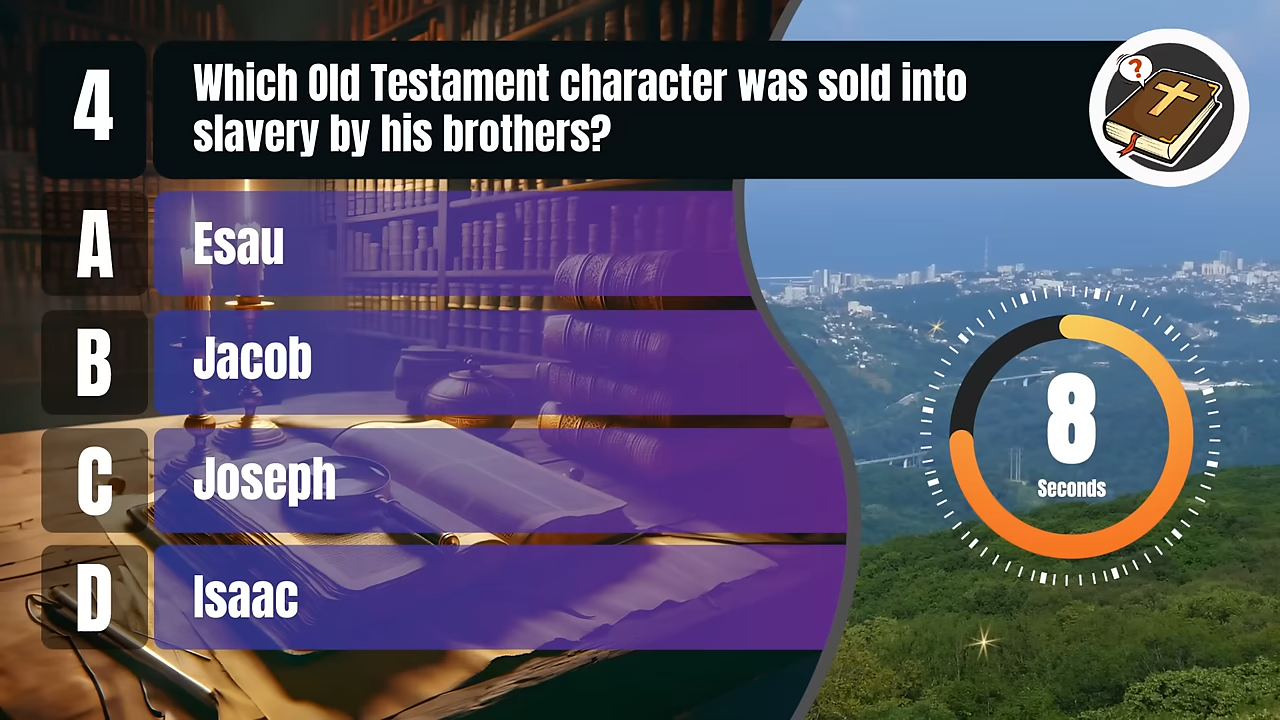 4
Which Old Testament character was sold into
slavery by his brothers?
?
A
Esau
B
Jacob
C
Joseph
D
Isaac
8
Seconds